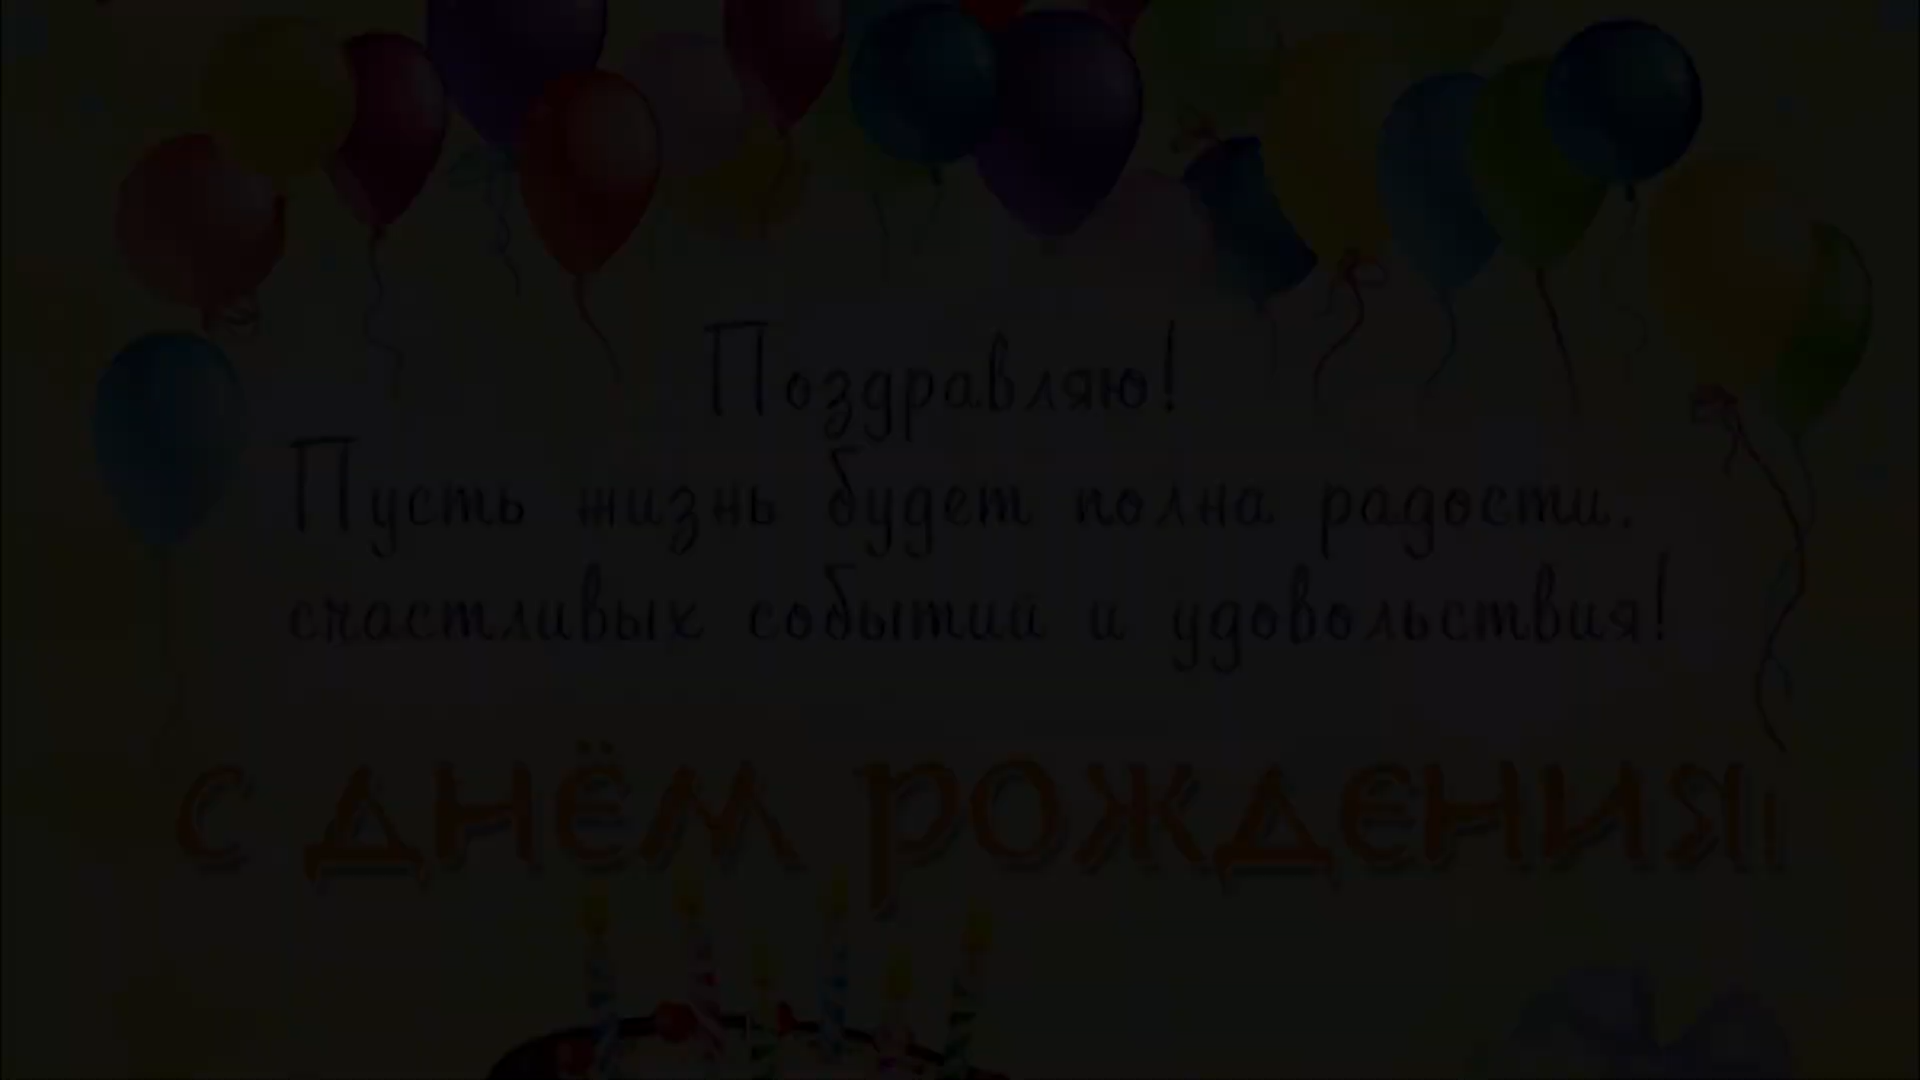 Поздравляю!
Пусть жизнь будет полна радости,
счастливых событий и удовольствия!
с днём рождения!